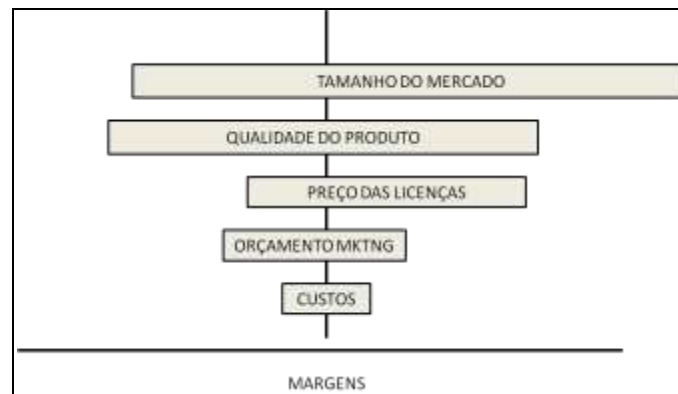 TAMANHO DO MERCADO
QUALIDADE DO PRODUTO
PREÇO DAS LICENÇAS
ORÇAMENTO MKTNG
CUSTOS
MARGENS